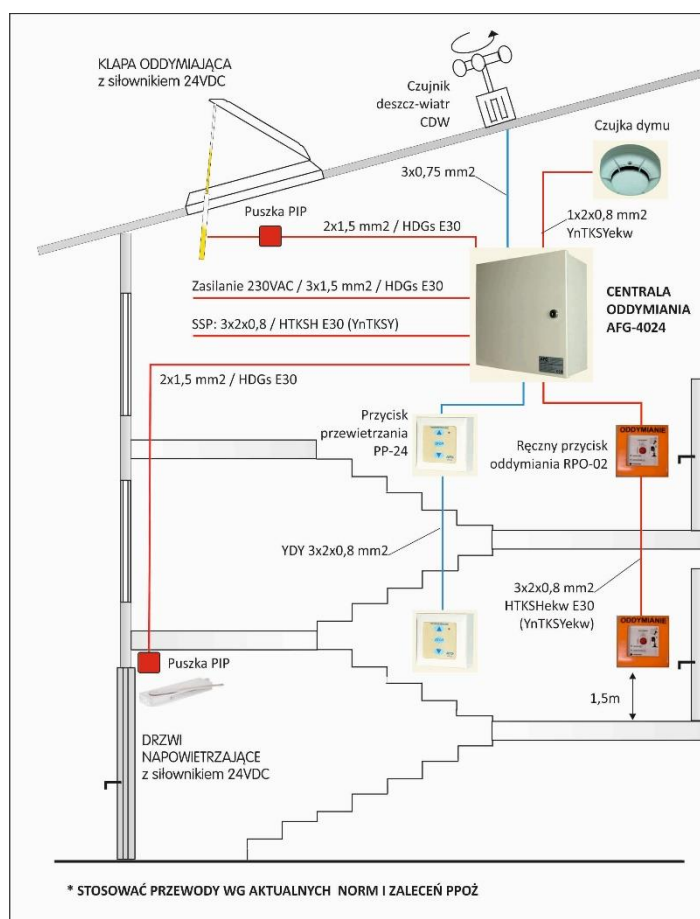 KLAPA ODDYMIAJĄCA
z siłownikiem 24VDC
Czujnik
deszcz-wiatr
CDW
Czujka dymu
3x0,75 mm2
1x2x0,8 mm2
YnTKSYekw
Puszka PIP
2x1,5 mm2 / HDGs E30
Zasilanie 230VAC / 3x1,5 mm2 / HDGs E30
SSP: 3x2x0,8 / HTKSH E30 (YnTKSY)
2x1,5 mm2 / HDGs E30
CENTRALA
ODDYMIANIA
AFG-4024
Przycisk
przewietrzania
PP-24
Ręczny przycisk
oddymiania RPO-02
ODDYMIANIE
YDY 3x2x0,8 mm2
3x2x0,8 mm2
HTKSHekw E30
(YnTKSYekw)
ODDYMIANIE
Puszka PIP
1,5m
DRZWI
NAPOWIETRZAJĄCE
z siłownikiem 24VDC
* STOSOWAĆ PRZEWODY WG AKTUALNYCH NORM I ZALECEŃ PPOŻ